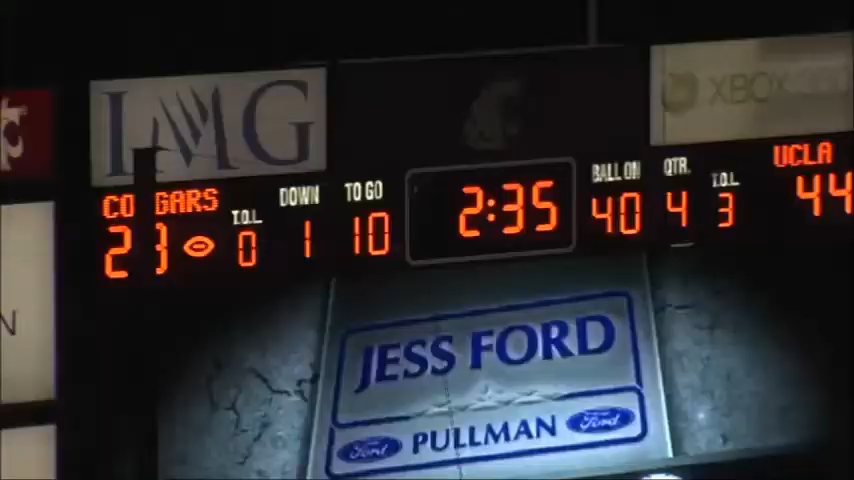 IMG
XBOX 360
COUGARS T.O.L DOWN TO GO 2:35 BALL ON QTR. T.O.L UCLA
23 0 1 10 40 4 3 44
N
JESS FORD
Ford PULLMAN Ford